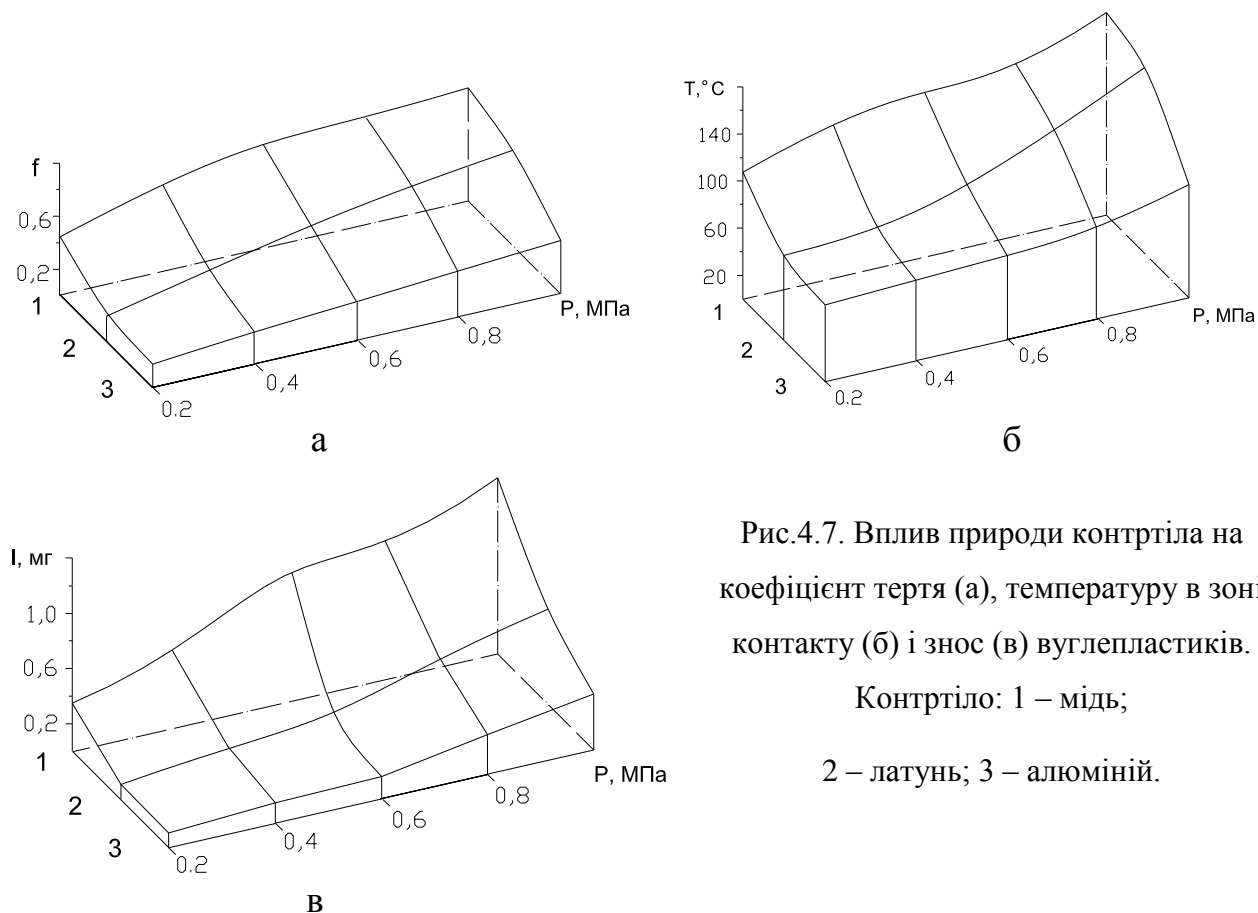 f
0,6
0,2
1
2
3
0.2
0,4
0,6
0,8
P, МПа
а
T,°C
140
100
60
20
1
2
3
0.2
0,4
0,6
0,8
P, МПа
б
I, мг
1,0
0,6
0,2
1
2
3
0.2
0,4
0,6
0,8
P, МПа
в
Рис.4.7. Вплив природи контртіла на
коефіцієнт тертя (а), температуру в зоні
контакту (б) і знос (в) вуглепластиків.
Контртіло: 1 – мідь;
2 – латунь; 3 – алюміній.